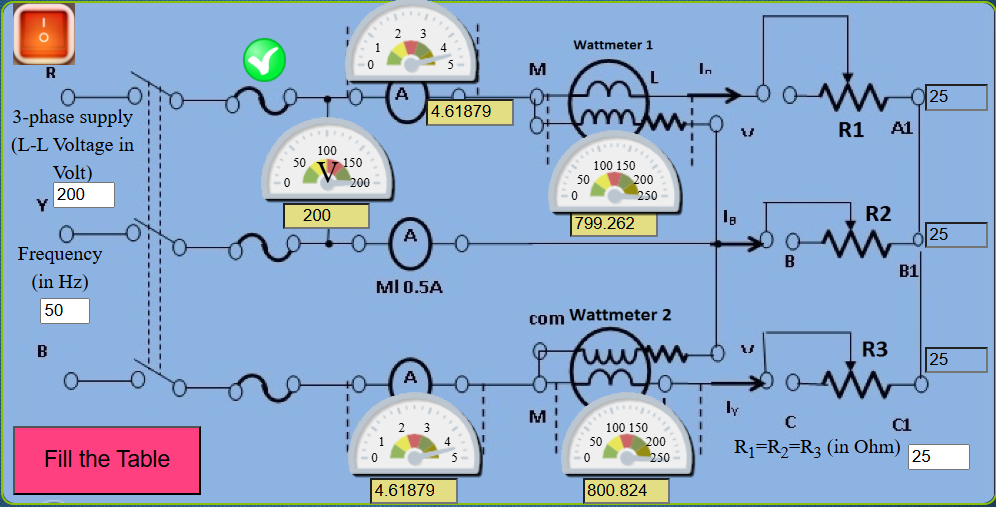 R
3-phase supply
(L-L Voltage in
Volt)
200
Y
Frequency
(in Hz)
50
B
Fill the Table
0 1 2 3 4 5
A
4.61879
0 50 100 150 200
V
200
A
MI 0.5A
A
0 1 2 3 4 5
4.61879
Wattmeter 1
M
L
V
0 50 100 150 200 250
799.262
I_B
com
Wattmeter 2
M
V
I_Y
0 50 100 150 200 250
800.824
R1
A1
25
R2
B
B1
25
R3
C
C1
25
R₁=R₂=R₃ (in Ohm)
25